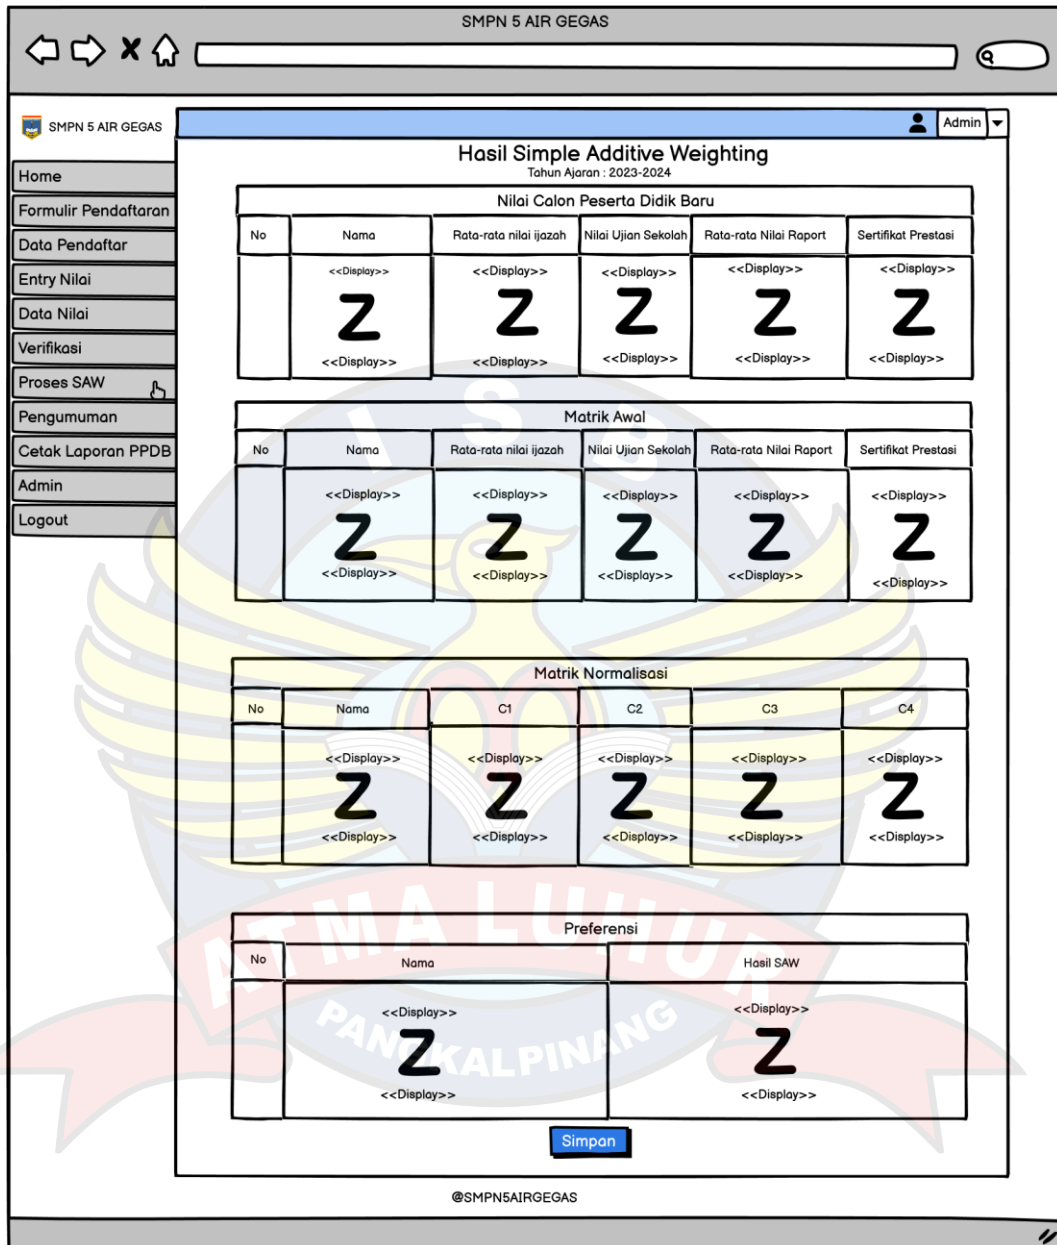 SMPN 5 AIR GEGAS
SMPN 5 AIR GEGAS
Admin
Home
Formulir Pendaftaran
Data Pendaftar
Entry Nilai
Data Nilai
Verifikasi
Proses SAW
Pengumuman
Cetak Laporan PPDB
Admin
Logout
Hasil Simple Additive Weighting
Tahun Ajaran : 2023-2024
Nilai Calon Peserta Didik Baru
No Nama Rata-rata nilai ijazah Nilai Ujian Sekolah Rata-rata Nilai Raport Sertifikat Prestasi
<<Display>> <<Display>> <<Display>> <<Display>> <<Display>>
Z Z Z Z Z
<<Display>> <<Display>> <<Display>> <<Display>> <<Display>>
Matrik Awal
No Nama Rata-rata nilai ijazah Nilai Ujian Sekolah Rata-rata Nilai Raport Sertifikat Prestasi
<<Display>> <<Display>> <<Display>> <<Display>> <<Display>>
Z Z Z Z Z
<<Display>> <<Display>> <<Display>> <<Display>> <<Display>>
Matrik Normalisasi
No Nama C1 C2 C3 C4
<<Display>> <<Display>> <<Display>> <<Display>> <<Display>>
Z Z Z Z Z
<<Display>> <<Display>> <<Display>> <<Display>> <<Display>>
Preferensi
No Nama Hasil SAW
<<Display>> <<Display>>
Z Z
<<Display>> <<Display>>
Simpan
@SMPN5AIRGEGAS
I S B
ATMA LUHUR
PANGKALPINANG